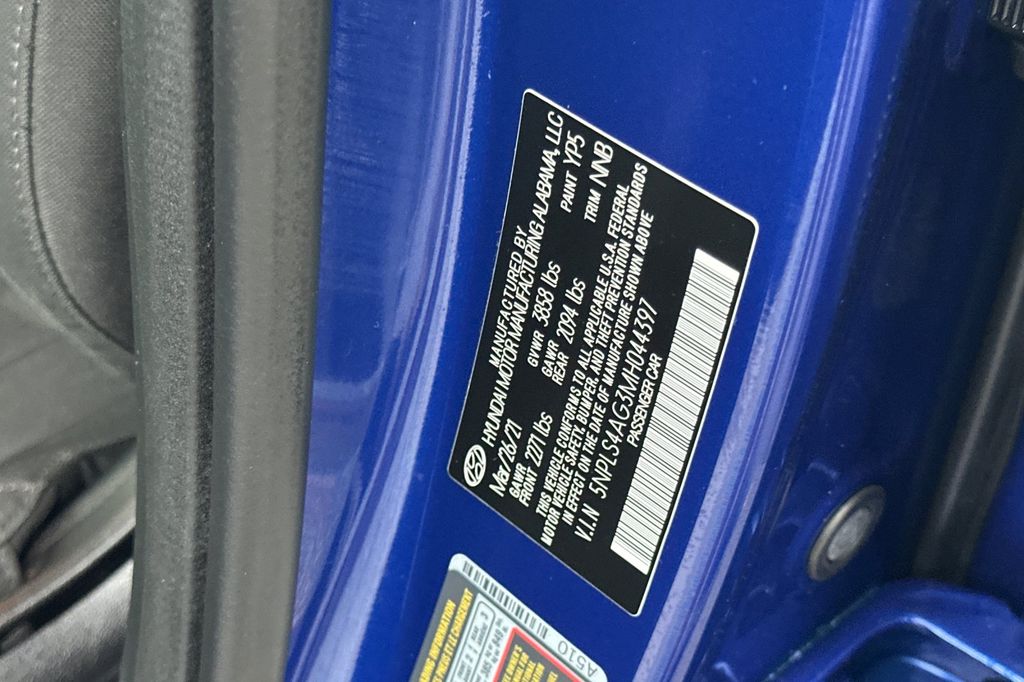 MANUFACTURED BY
HYUNDAI MOTOR MANUFACTURING ALABAMA, LLC
Mar/26/21 GVWR 3858 lbs PAINT YP5
GAWR FRONT 2271 lbs GAWR REAR 2094 lbs TRIM NNB
THIS VEHICLE CONFORMS TO ALL APPLICABLE U.S.A. FEDERAL
MOTOR VEHICLE SAFETY, BUMPER, AND THEFT PREVENTION STANDARDS
IN EFFECT ON THE DATE OF MANUFACTURE SHOWN ABOVE
V.I.N 5NPLS4AG3MH044397
PASSENGER CAR
A510